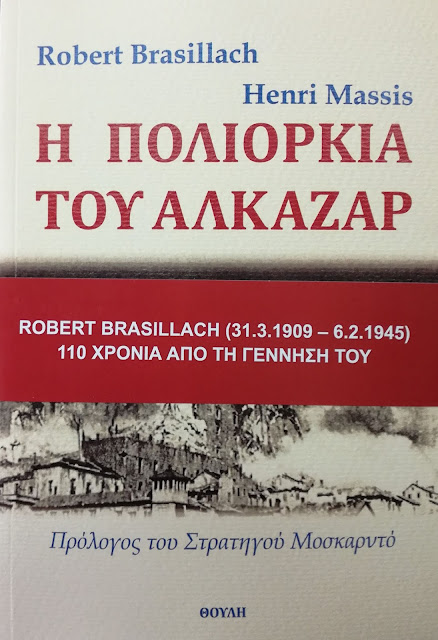 Robert Brasillach
Henri Massis
Η ΠΟΛΙΟΡΚΙΑ
ΤΟΥ ΑΛΚΑΖΑΡ
ROBERT BRASILLACH (31.3.1909 – 6.2.1945)
110 ΧΡΟΝΙΑ ΑΠΟ ΤΗ ΓΕΝΝΗΣΗ ΤΟΥ
Πρόλογος του Στρατηγού Μοσκαρντό
ΘΟΥΛΗ